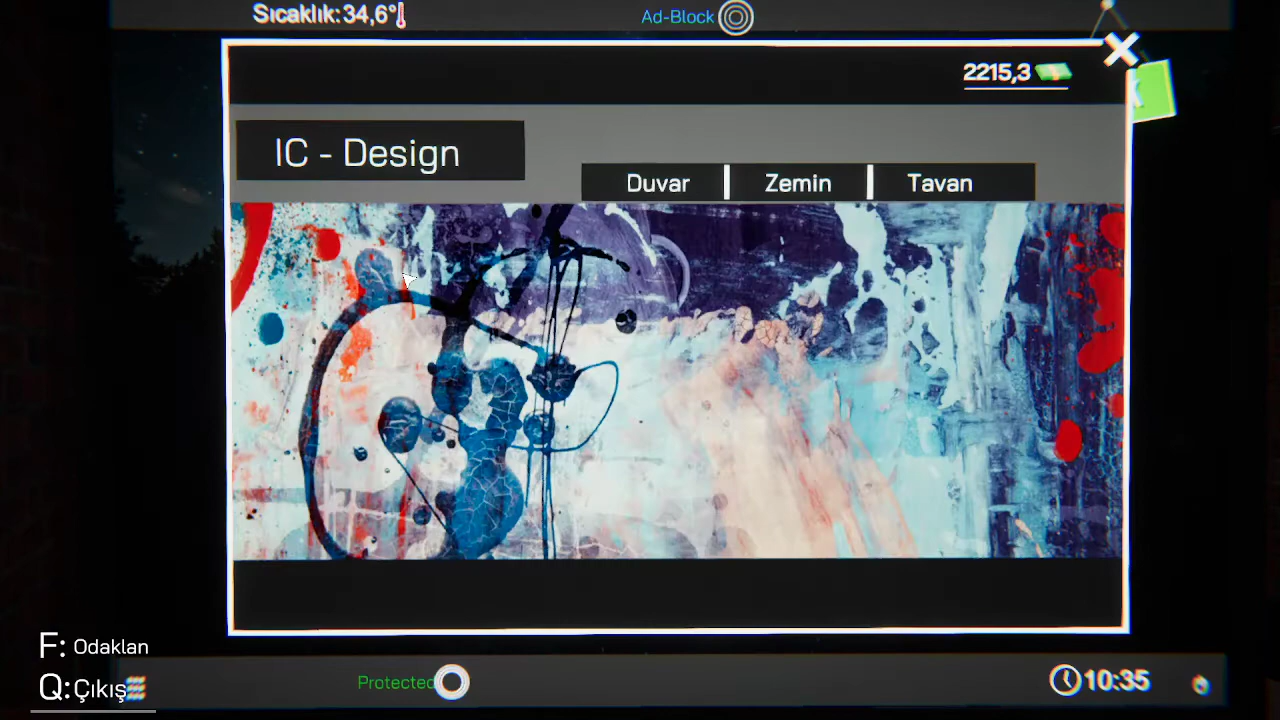 Sıcaklık: 34,6°
Ad-Block
2215,3
IC - Design
Duvar
Zemin
Tavan
F: Odaklan
Q: Çıkış
Protected
10:35